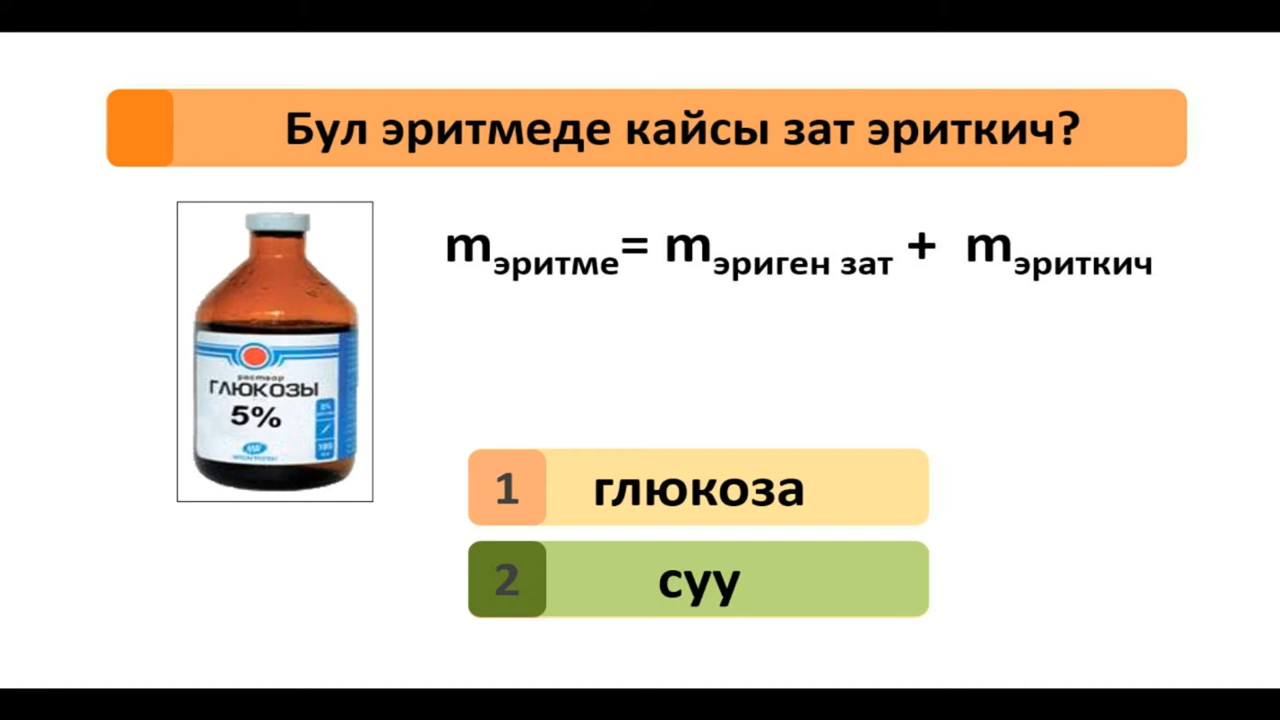 Бул эритмеде кайсы зат эриткич?
mэритме= mэриген зат + mэриткич
раствор
ГЛЮКОЗЫ
5%
1 глюкоза
2 суу